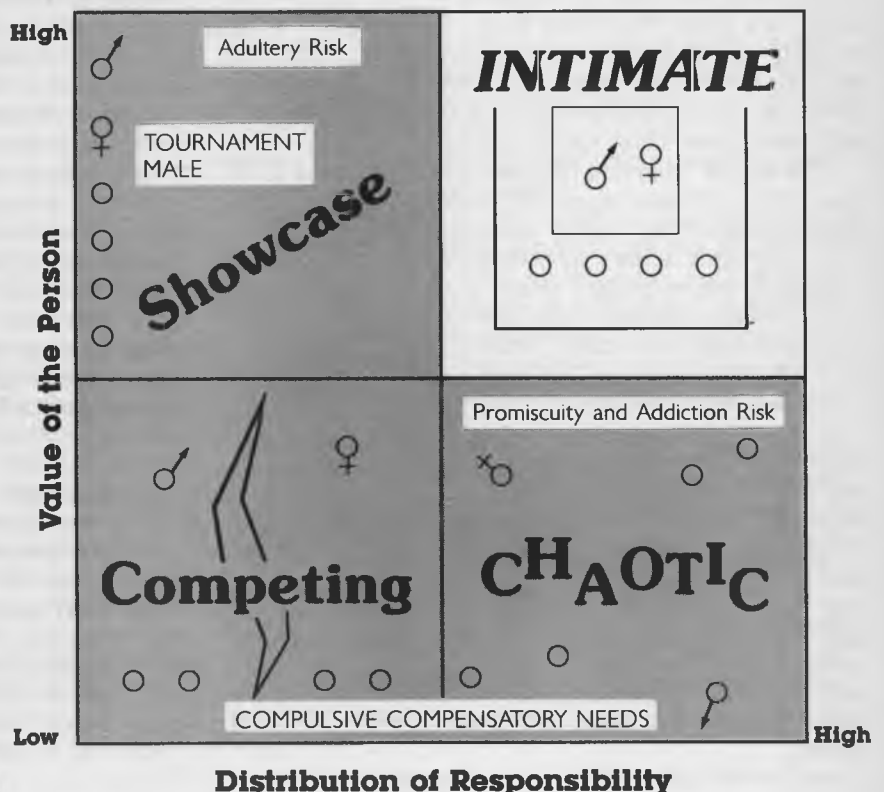 High
Adultery Risk
INTIMATE
TOURNAMENT
MALE
Showcase
Value of the Person
Promiscuity and Addiction Risk
Competing
CHAOTIC
COMPULSIVE COMPENSATORY NEEDS
Low
High
Distribution of Responsibility